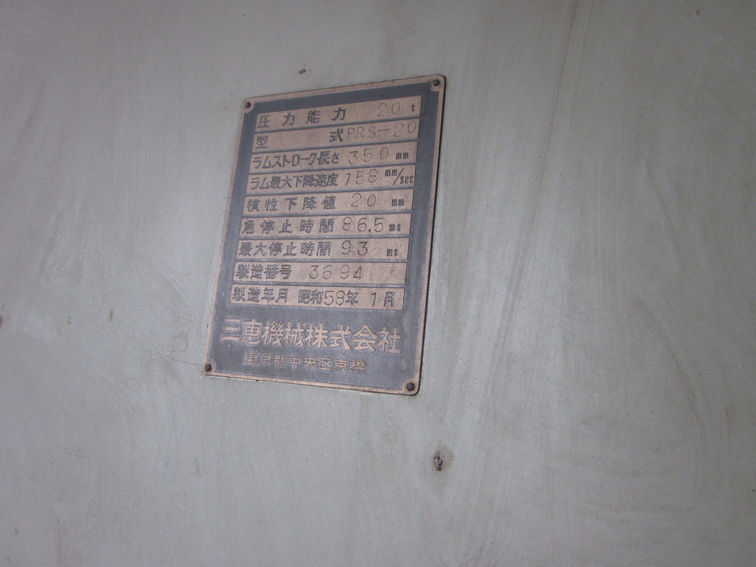 圧力能力 20 t
型式 PRS-20
ラムストローク長さ 350 mm
ラム最大下降速度 156 mm/sec
慣性下降値 20 mm
急停止時間 86.5 ms
最大停止時間 93 ms
製造番号 3694
製造年月 昭和58年 1月
三恵機械株式会社
東京都中央区京橋